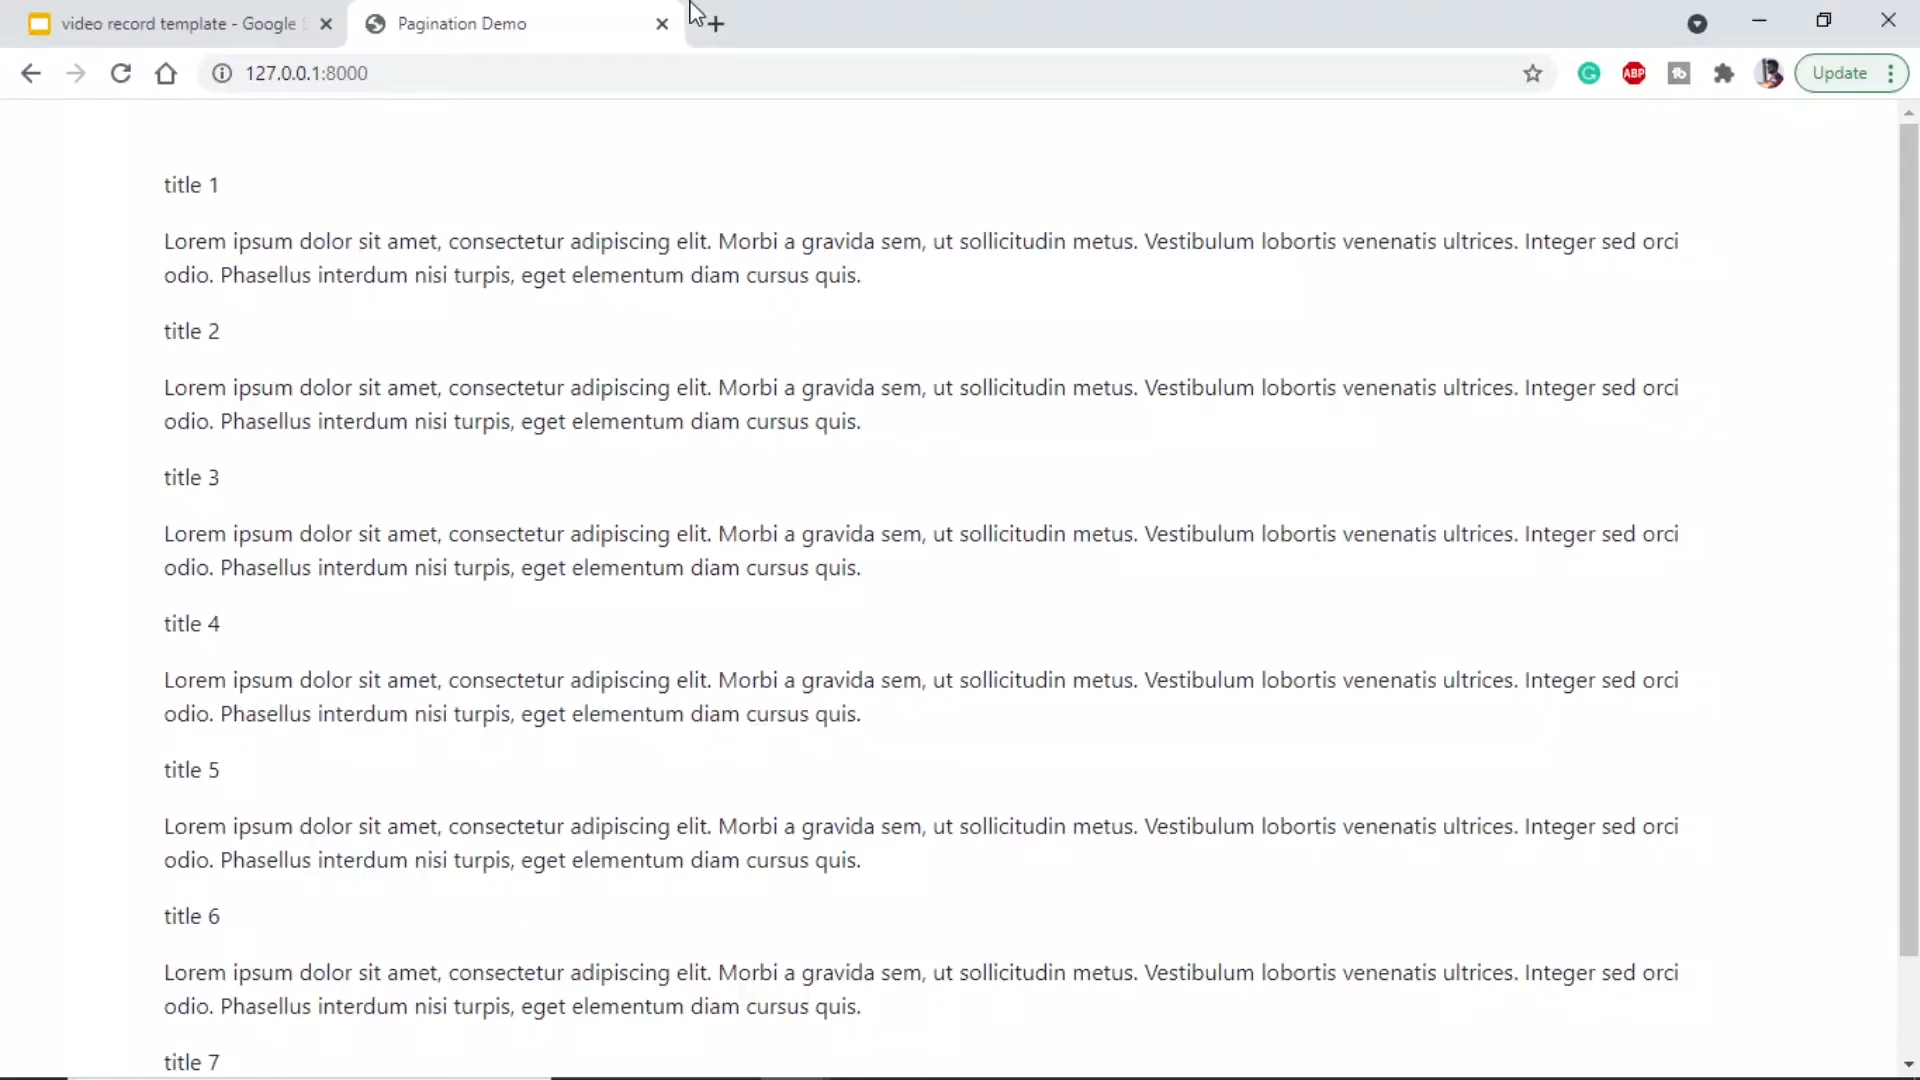 video record template - Google
Pagination Demo
127.0.0.1:8000
ABP
Update
title 1
Lorem ipsum dolor sit amet, consectetur adipiscing elit. Morbi a gravida sem, ut sollicitudin metus. Vestibulum lobortis venenatis ultrices. Integer sed orci
odio. Phasellus interdum nisi turpis, eget elementum diam cursus quis.
title 2
Lorem ipsum dolor sit amet, consectetur adipiscing elit. Morbi a gravida sem, ut sollicitudin metus. Vestibulum lobortis venenatis ultrices. Integer sed orci
odio. Phasellus interdum nisi turpis, eget elementum diam cursus quis.
title 3
Lorem ipsum dolor sit amet, consectetur adipiscing elit. Morbi a gravida sem, ut sollicitudin metus. Vestibulum lobortis venenatis ultrices. Integer sed orci
odio. Phasellus interdum nisi turpis, eget elementum diam cursus quis.
title 4
Lorem ipsum dolor sit amet, consectetur adipiscing elit. Morbi a gravida sem, ut sollicitudin metus. Vestibulum lobortis venenatis ultrices. Integer sed orci
odio. Phasellus interdum nisi turpis, eget elementum diam cursus quis.
title 5
Lorem ipsum dolor sit amet, consectetur adipiscing elit. Morbi a gravida sem, ut sollicitudin metus. Vestibulum lobortis venenatis ultrices. Integer sed orci
odio. Phasellus interdum nisi turpis, eget elementum diam cursus quis.
title 6
Lorem ipsum dolor sit amet, consectetur adipiscing elit. Morbi a gravida sem, ut sollicitudin metus. Vestibulum lobortis venenatis ultrices. Integer sed orci
odio. Phasellus interdum nisi turpis, eget elementum diam cursus quis.
title 7